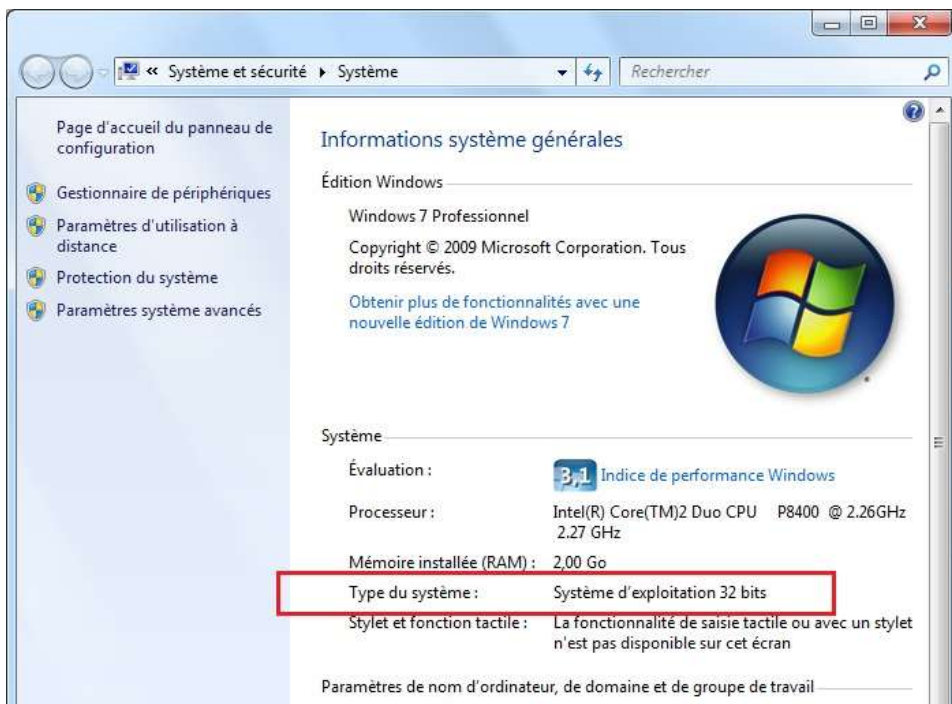 « Système et sécurité ▸ Système
Rechercher
Page d'accueil du panneau de
configuration
Gestionnaire de périphériques
Paramètres d'utilisation à
distance
Protection du système
Paramètres système avancés
Informations système générales
Édition Windows
Windows 7 Professionnel
Copyright © 2009 Microsoft Corporation. Tous
droits réservés.
Obtenir plus de fonctionnalités avec une
nouvelle édition de Windows 7
Système
Évaluation : 3,1 Indice de performance Windows
Processeur : Intel(R) Core(TM)2 Duo CPU P8400 @ 2.26GHz
2.27 GHz
Mémoire installée (RAM) : 2,00 Go
Type du système : Système d'exploitation 32 bits
Stylet et fonction tactile : La fonctionnalité de saisie tactile ou avec un stylet
n'est pas disponible sur cet écran
Paramètres de nom d'ordinateur, de domaine et de groupe de travail